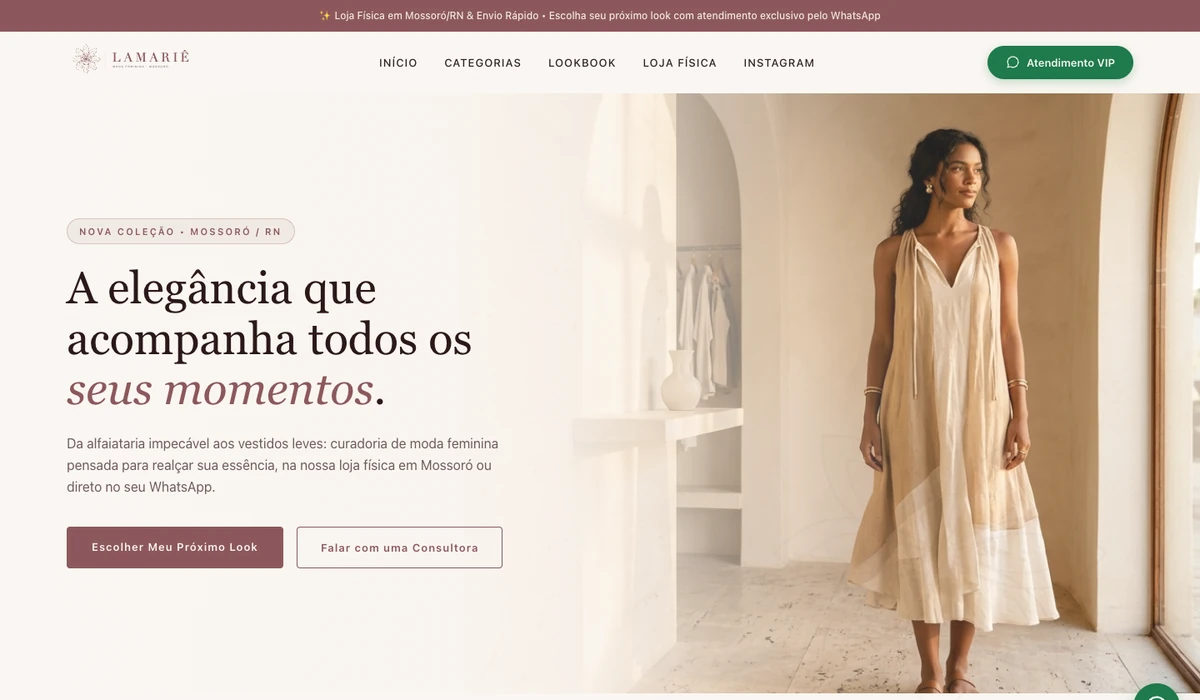 ✨ Loja Física em Mossoró/RN & Envio Rápido • Escolha seu próximo look com atendimento exclusivo pelo WhatsApp
LAMARIÊ
INÍCIO
CATEGORIAS
LOOKBOOK
LOJA FÍSICA
INSTAGRAM
Atendimento VIP
NOVA COLEÇÃO • MOSSORÓ / RN
A elegância que
acompanha todos os
seus momentos.
Da alfaiataria impecável aos vestidos leves: curadoria de moda feminina
pensada para realçar sua essência, na nossa loja física em Mossoró ou
direto no seu WhatsApp.
Escolher Meu Próximo Look
Falar com uma Consultora